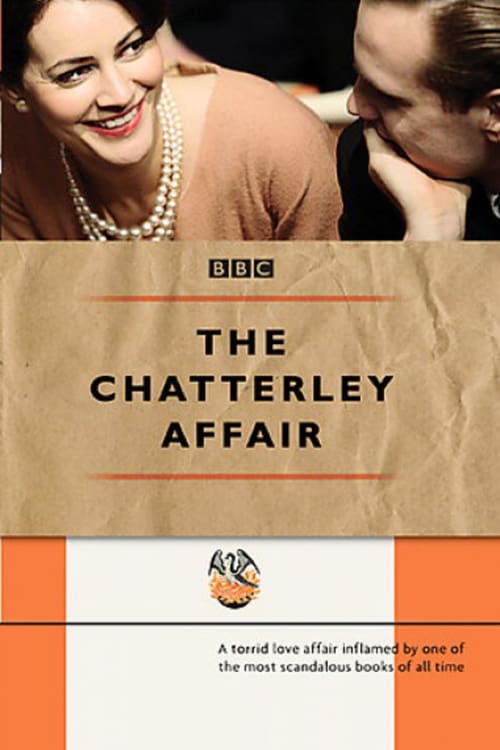 BBC
THE
CHATTERLEY
AFFAIR
A torrid love affair inflamed by one of
the most scandalous books of all time